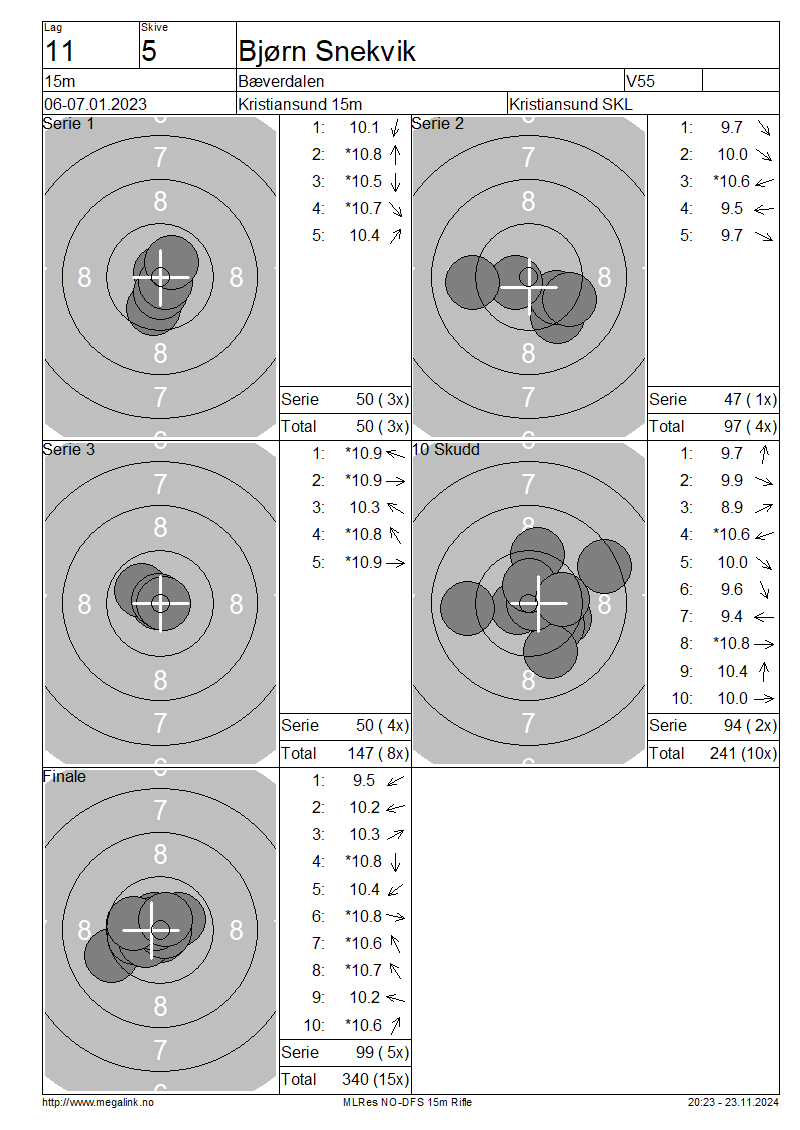 Lag
Skive
11
5
Bjørn Snekvik
15m
Bæverdalen
V55
06-07.01.2023
Kristiansund 15m
Kristiansund SKL
Serie 1
7
8
8
8
8
7
1: 10.1
2: *10.8
3: *10.5
4: *10.7
5: 10.4
Serie 50 ( 3x)
Total 50 ( 3x)
Serie 2
7
8
8
8
7
1: 9.7
2: 10.0
3: *10.6
4: 9.5
5: 9.7
Serie 47 ( 1x)
Total 97 ( 4x)
Serie 3
7
8
8
8
8
7
1: *10.9
2: *10.9
3: 10.3
4: *10.8
5: *10.9
Serie 50 ( 4x)
Total 147 ( 8x)
10 Skudd
7
8
8
8
7
1: 9.7
2: 9.9
3: 8.9
4: *10.6
5: 10.0
6: 9.6
7: 9.4
8: *10.8
9: 10.4
10: 10.0
Serie 94 ( 2x)
Total 241 (10x)
Finale
7
8
8
8
8
7
1: 9.5
2: 10.2
3: 10.3
4: *10.8
5: 10.4
6: *10.8
7: *10.6
8: *10.7
9: 10.2
10: *10.6
Serie 99 ( 5x)
Total 340 (15x)
http://www.megalink.no
MLRes NO-DFS 15m Rifle
20:23 - 23.11.2024